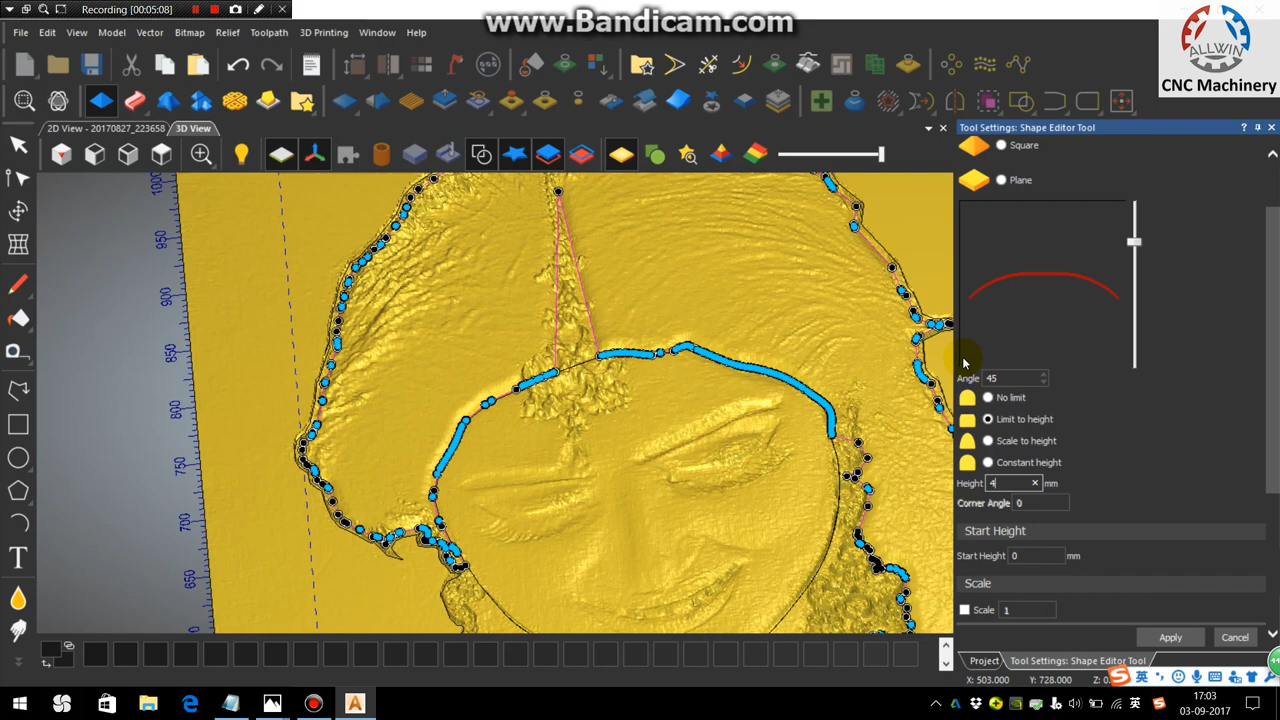 Recording [00:05:08]
www.Bandicam.com
File Edit View Model Vector Bitmap Relief Toolpath 3D Printing Window Help
ALLWIN
CNC Machinery
2D View - 20170827_223658
3D View
Tool Settings: Shape Editor Tool
Square
Plane
1000
950
900
850
800
750
700
650
Angle 45
No limit
Limit to height
Scale to height
Constant height
Height 4 mm
Corner Angle 0
Start Height
Start Height 0 mm
Scale
Scale 1
Apply Cancel
Project Tool Settings: Shape Editor Tool
X: 503.000 Y: 728.000
英
英
17:03
03-09-2017